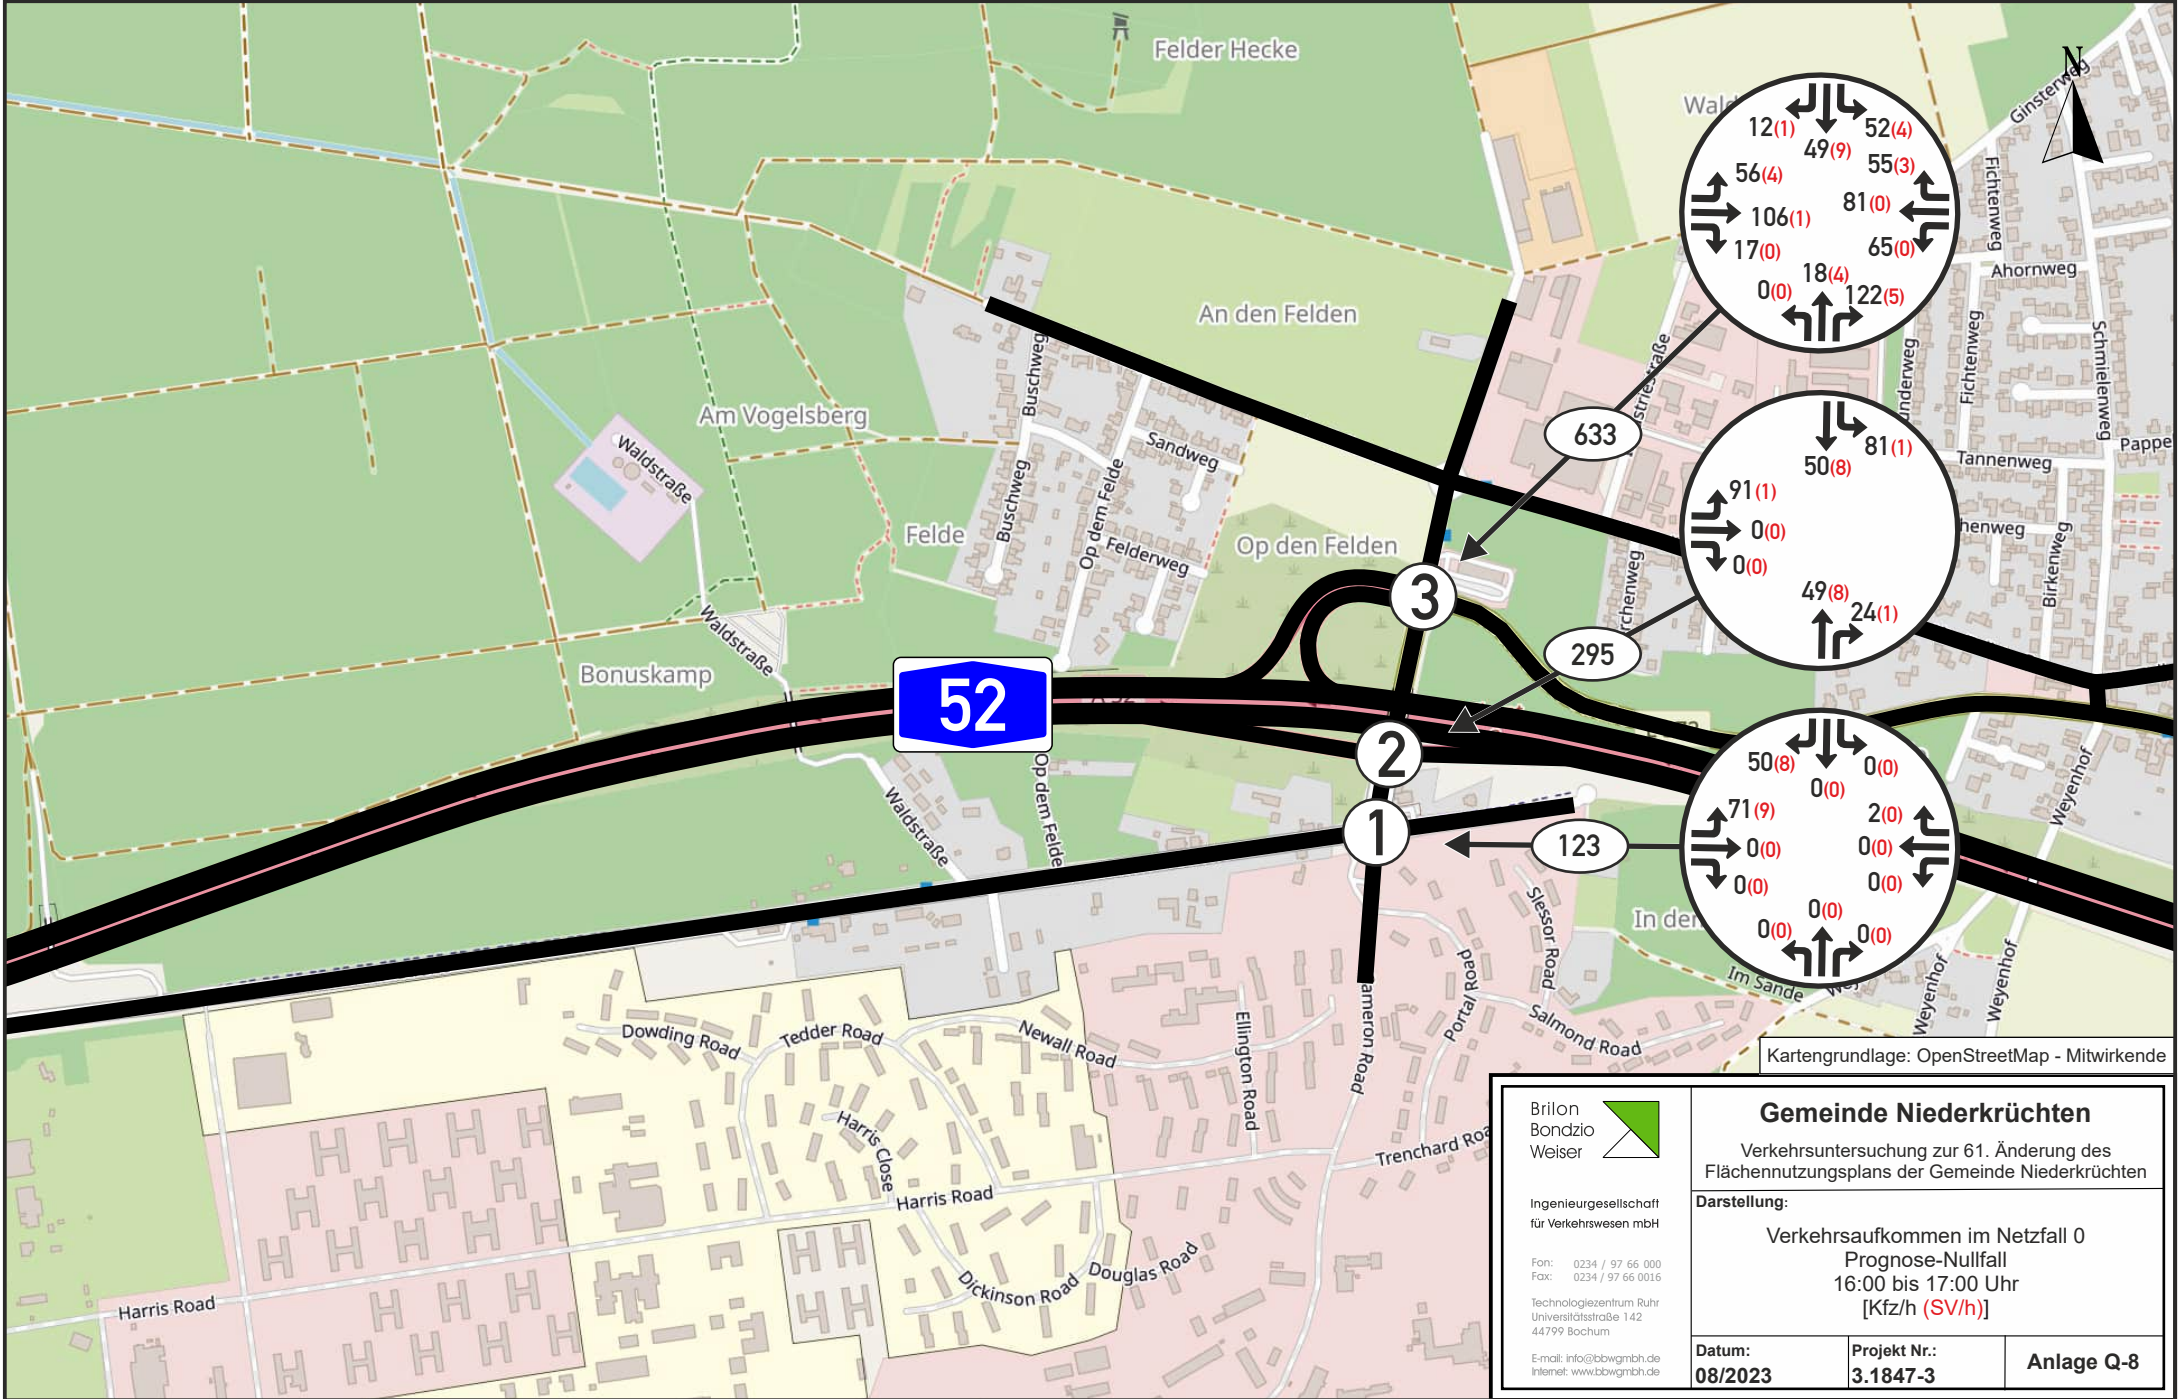 Felder Hecke
N
Ginsterweg
Wald
12(1)
52(4)
49(9)
55(3)
56(4)
81(0)
106(1)
17(0)
65(0)
18(4)
0(0)
122(5)
Fichtenweg
Ahornweg
An den Felden
Buschweg
Fichtenweg
Schmielenweg
Am Vogelsberg
Waldstraße
Sandweg
633
50(8)
81(1)
Tannenweg
Pappe
Buschweg
Op dem Felde
91(1)
0(0)
0(0)
henweg
Felde
Felderweg
Op den Felden
Birkenweg
49(8)
24(1)
3
Waldstraße
295
Bonuskamp
52
2
50(8)
0(0)
0(0)
Weyenhof
Op dem Felde
Waldstraße
71(9)
2(0)
1
123
0(0)
0(0)
0(0)
0(0)
0(0)
Slessor Road
In der
0(0)
0(0)
Im Sande
Weyenhof
Weyenhof
Portal Road
ameron Road
Salmond Road
Dowding Road
Tedder Road
Newall Road
Ellington Road
Kartengrundlage: OpenStreetMap - Mitwirkende
Harris Close
Harris Road
Trenchard Roa
Douglas Road
Dickinson Road
Harris Road
Brilon
Bondzio
Weiser
Ingenieurgesellschaft
für Verkehrswesen mbH
Fon: 0234 / 97 66 000
Fax: 0234 / 97 66 0016
Technologiezentrum Ruhr
Universitätsstraße 142
44799 Bochum
E-mail: info@bbwgmbh.de
Internet: www.bbwgmbh.de
Gemeinde Niederkrüchten
Verkehrsuntersuchung zur 61. Änderung des
Flächennutzungsplans der Gemeinde Niederkrüchten
Darstellung:
Verkehrsaufkommen im Netzfall 0
Prognose-Nullfall
16:00 bis 17:00 Uhr
[Kfz/h (SV/h)]
Datum:
08/2023
Projekt Nr.:
3.1847-3
Anlage Q-8